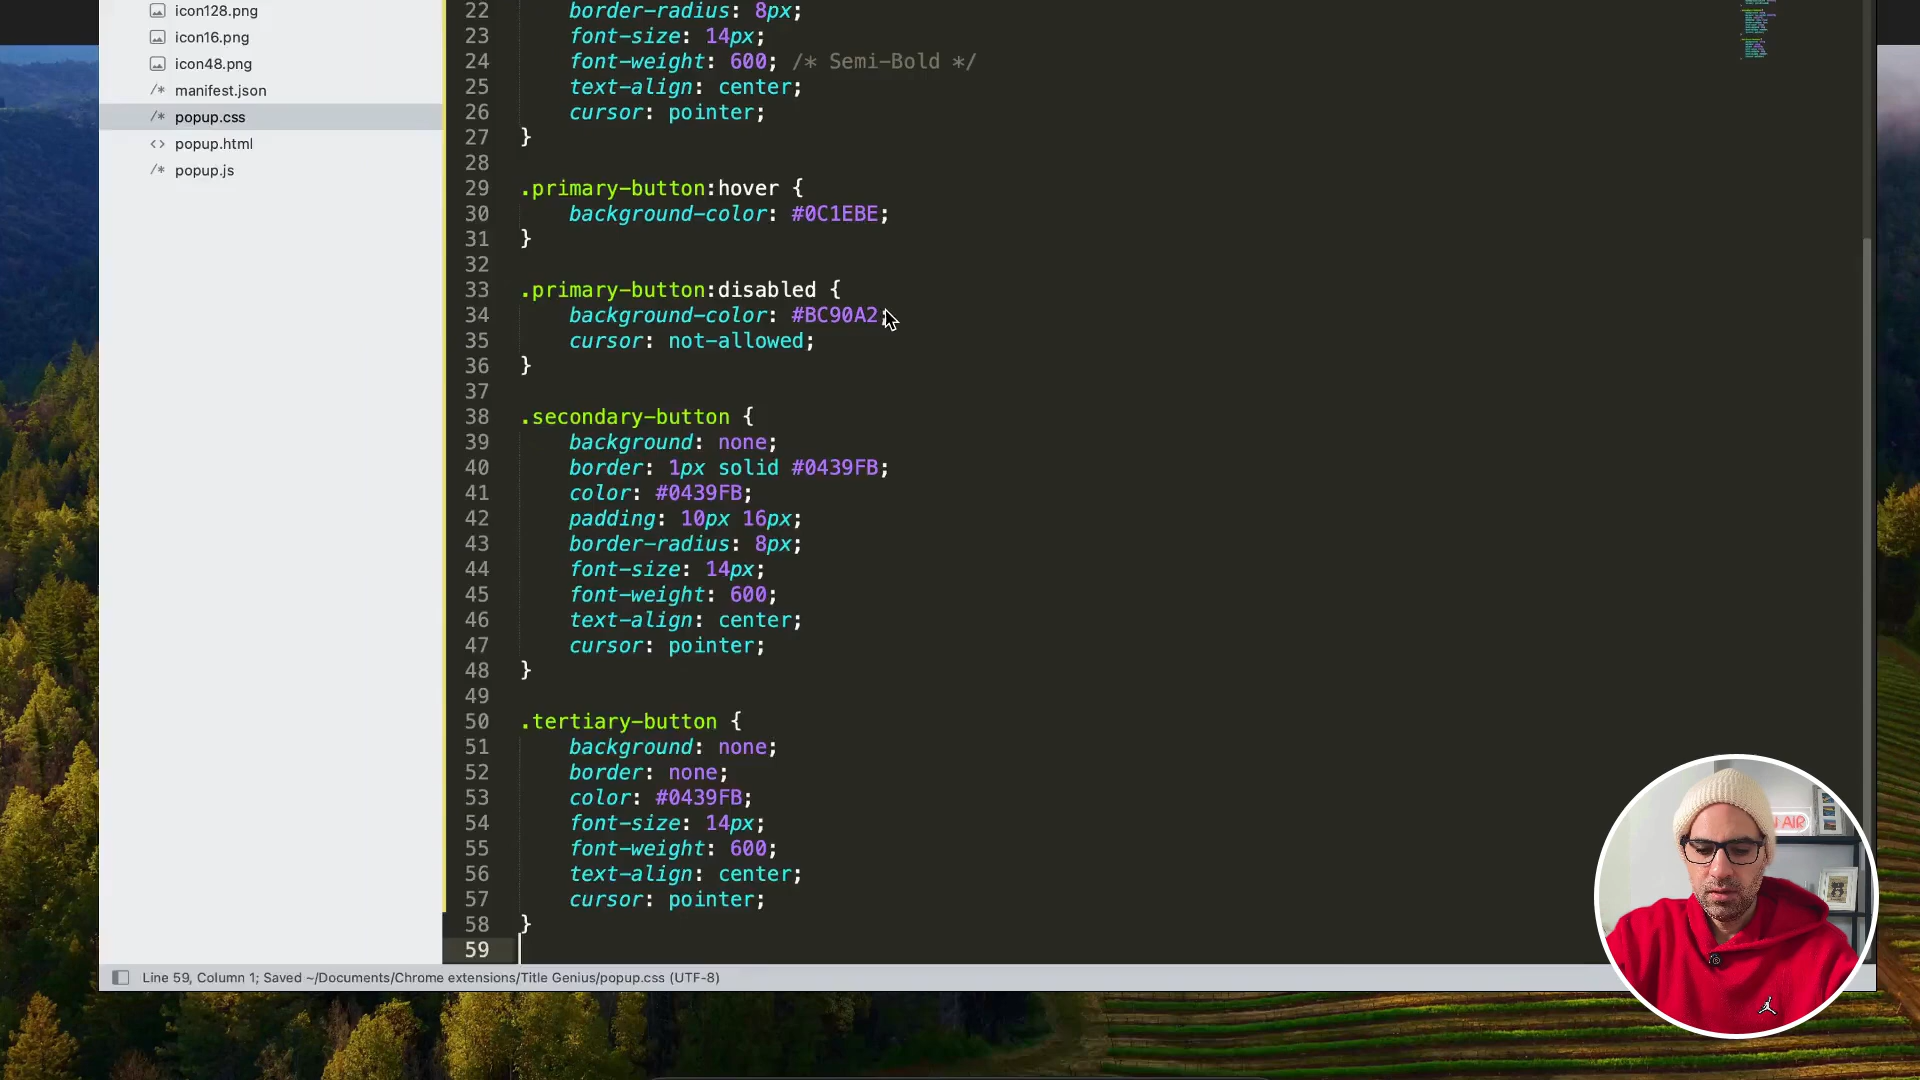 icon128.png
icon16.png
icon48.png
/* manifest.json
/* popup.css
<> popup.html
/* popup.js
22 border-radius: 8px;
23 font-size: 14px;
24 font-weight: 600; /* Semi-Bold */
25 text-align: center;
26 cursor: pointer;
27 }
28
29 .primary-button:hover {
30 background-color: #0C1EBE;
31 }
32
33 .primary-button:disabled {
34 background-color: #BC90A2;
35 cursor: not-allowed;
36 }
37
38 .secondary-button {
39 background: none;
40 border: 1px solid #0439FB;
41 color: #0439FB;
42 padding: 10px 16px;
43 border-radius: 8px;
44 font-size: 14px;
45 font-weight: 600;
46 text-align: center;
47 cursor: pointer;
48 }
49
50 .tertiary-button {
51 background: none;
52 border: none;
53 color: #0439FB;
54 font-size: 14px;
55 font-weight: 600;
56 text-align: center;
57 cursor: pointer;
58 }
59
AIR
Line 59, Column 1; Saved ~/Documents/Chrome extensions/Title Genius/popup.css (UTF-8)